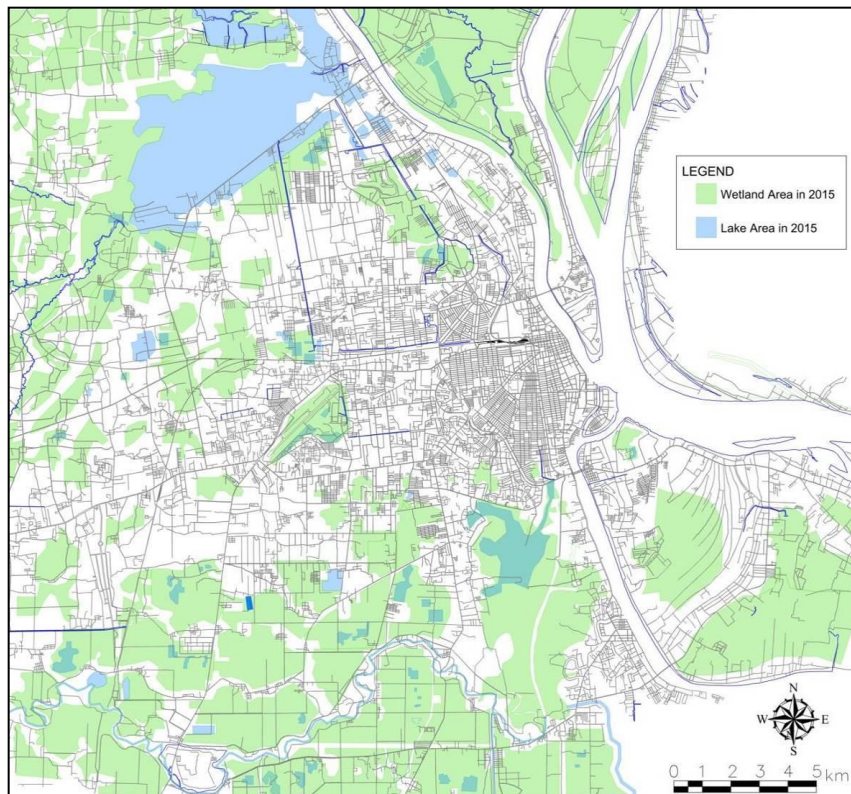 LEGEND
Wetland Area in 2015
Lake Area in 2015
N
W E
S
0 1 2 3 4 5 km